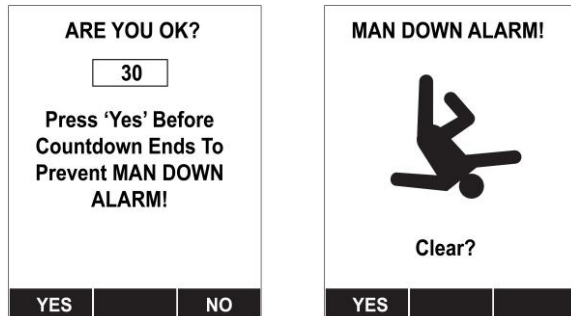 ARE YOU OK?
30
Press ‘Yes’ Before
Countdown Ends To
Prevent MAN DOWN
ALARM!
YES
NO
MAN DOWN ALARM!
Clear?
YES